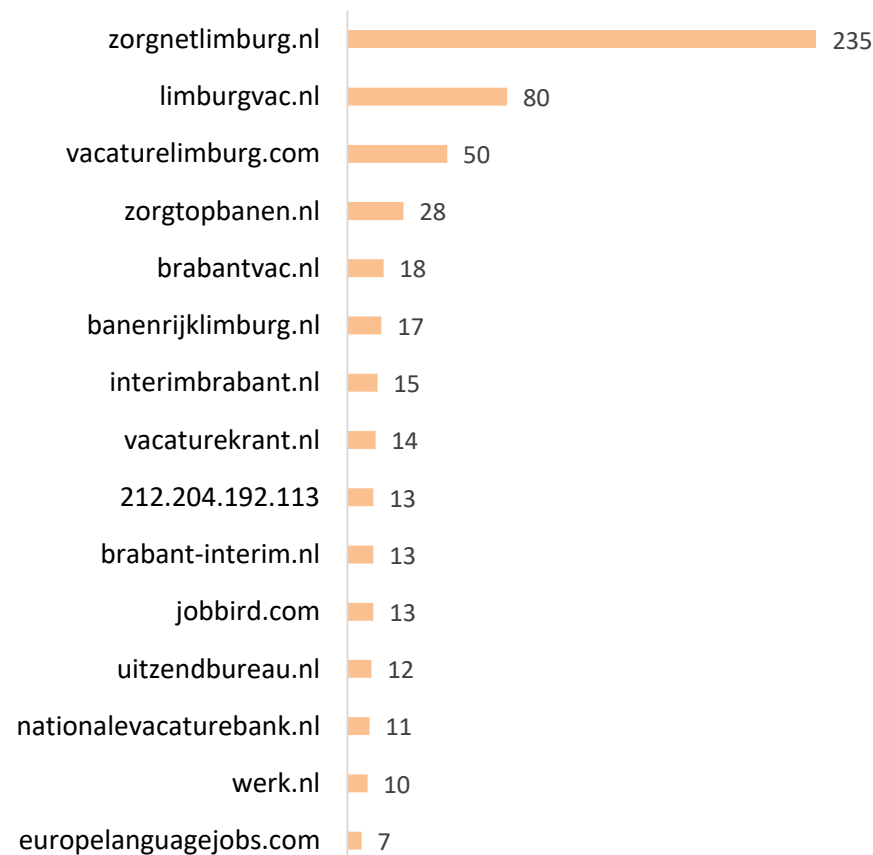 zorgnetlimburg.nl 235
limburgvac.nl 80
vacaturelimburg.com 50
zorgtopbanen.nl 28
brabantvac.nl 18
banenrijklimburg.nl 17
interimbrabant.nl 15
vacaturekrant.nl 14
212.204.192.113 13
brabant-interim.nl 13
jobbird.com 13
uitzendbureau.nl 12
nationalevacaturebank.nl 11
werk.nl 10
europelanguagejobs.com 7